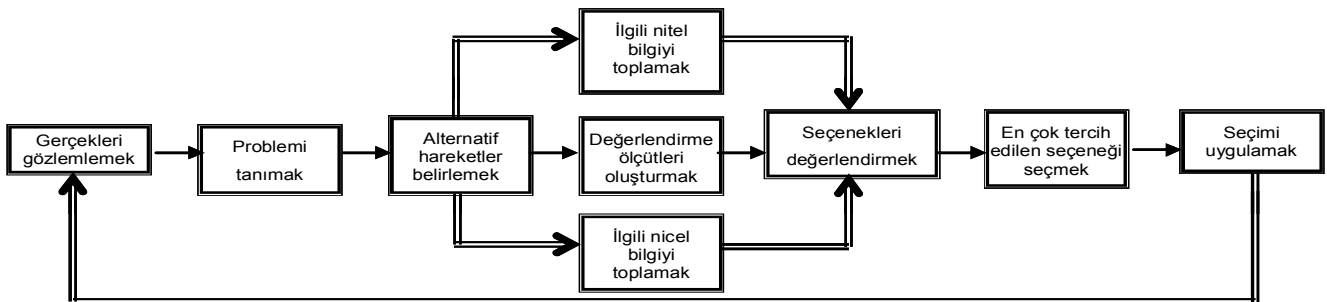 Gerçekleri
gözlemlemek
Problemi
tanımak
Alternatif
hareketler
belirlemek
İlgili nitel
bilgiyi
toplamak
Değerlendirme
ölçütleri
oluşturmak
İlgili nicel
bilgiyi
toplamak
Seçenekleri
değerlendirmek
En çok tercih
edilen seçeneği
seçmek
Seçimi
uygulamak